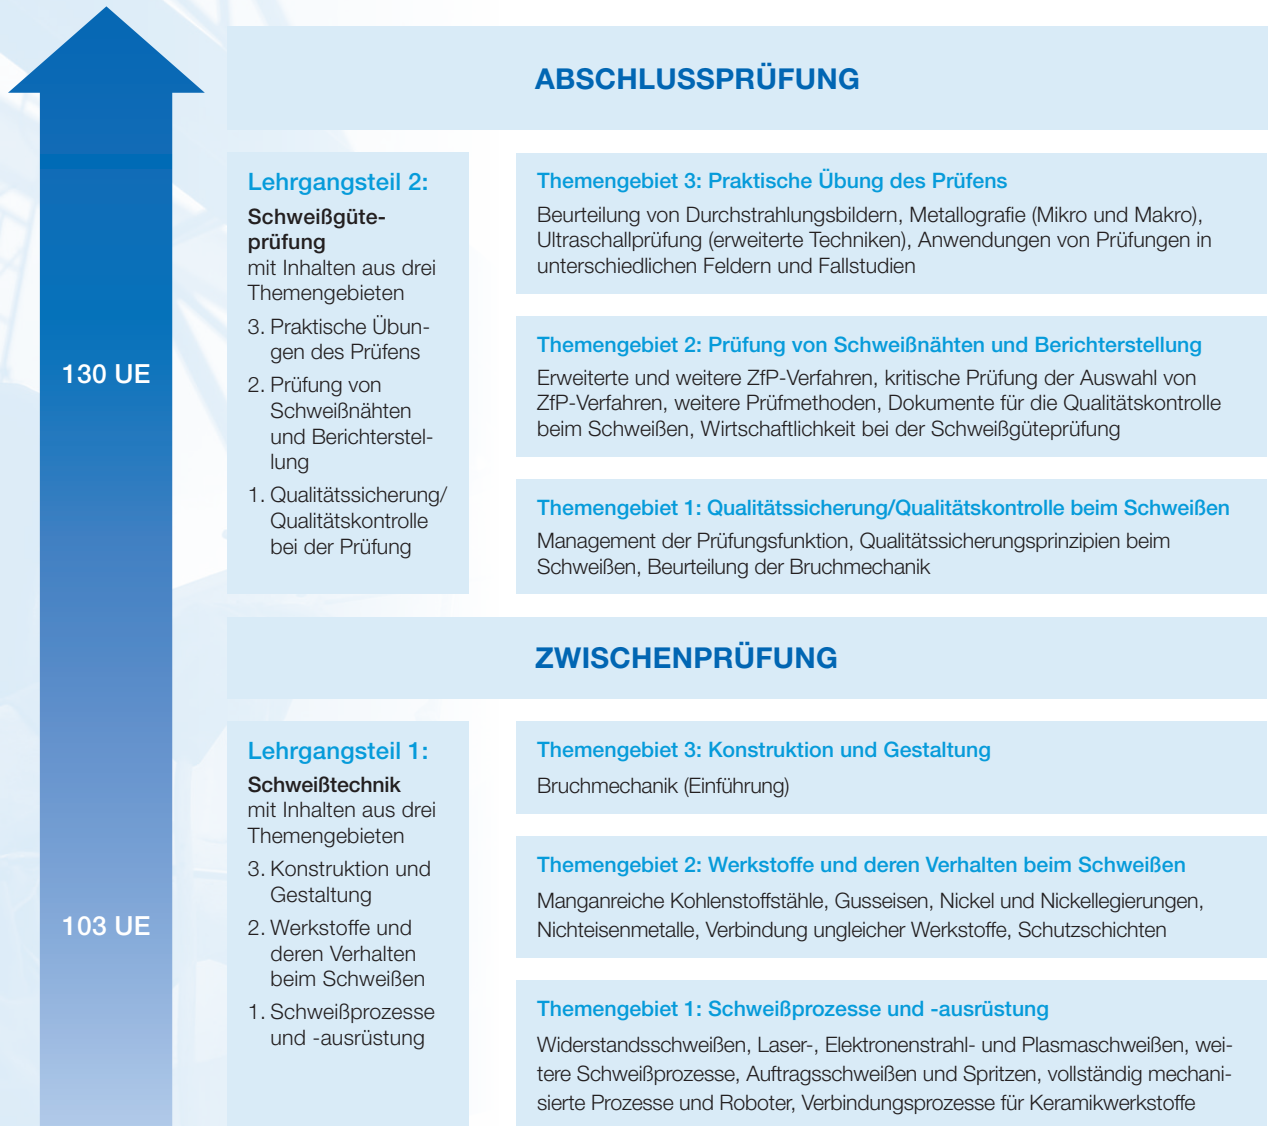 ABSCHLUSSPRÜFUNG
130 UE
Lehrgangsteil 2:
Schweißgüte-
prüfung
mit Inhalten aus drei
Themengebieten
3. Praktische Übun-
gen des Prüfens
2. Prüfung von
Schweißnähten
und Berichterstel-
lung
1. Qualitätssicherung/
Qualitätskontrolle
bei der Prüfung
Themengebiet 3: Praktische Übung des Prüfens
Beurteilung von Durchstrahlungsbildern, Metallografie (Mikro und Makro),
Ultraschallprüfung (erweiterte Techniken), Anwendungen von Prüfungen in
unterschiedlichen Feldern und Fallstudien
Themengebiet 2: Prüfung von Schweißnähten und Berichterstellung
Erweiterte und weitere ZfP-Verfahren, kritische Prüfung der Auswahl von
ZfP-Verfahren, weitere Prüfmethoden, Dokumente für die Qualitätskontrolle
beim Schweißen, Wirtschaftlichkeit bei der Schweißgüteprüfung
Themengebiet 1: Qualitätssicherung/Qualitätskontrolle beim Schweißen
Management der Prüfungsfunktion, Qualitätssicherungsprinzipien beim
Schweißen, Beurteilung der Bruchmechanik
ZWISCHENPRÜFUNG
103 UE
Lehrgangsteil 1:
Schweißtechnik
mit Inhalten aus drei
Themengebieten
3. Konstruktion und
Gestaltung
2. Werkstoffe und
deren Verhalten
beim Schweißen
1. Schweißprozesse
und -ausrüstung
Themengebiet 3: Konstruktion und Gestaltung
Bruchmechanik (Einführung)
Themengebiet 2: Werkstoffe und deren Verhalten beim Schweißen
Manganreiche Kohlenstoffstähle, Gusseisen, Nickel und Nickellegierungen,
Nichteisenmetalle, Verbindung ungleicher Werkstoffe, Schutzschichten
Themengebiet 1: Schweißprozesse und -ausrüstung
Widerstandsschweißen, Laser-, Elektronenstrahl- und Plasmaschweißen, wei-
tere Schweißprozesse, Auftragsschweißen und Spritzen, vollständig mechani-
sierte Prozesse und Roboter, Verbindungsprozesse für Keramikwerkstoffe